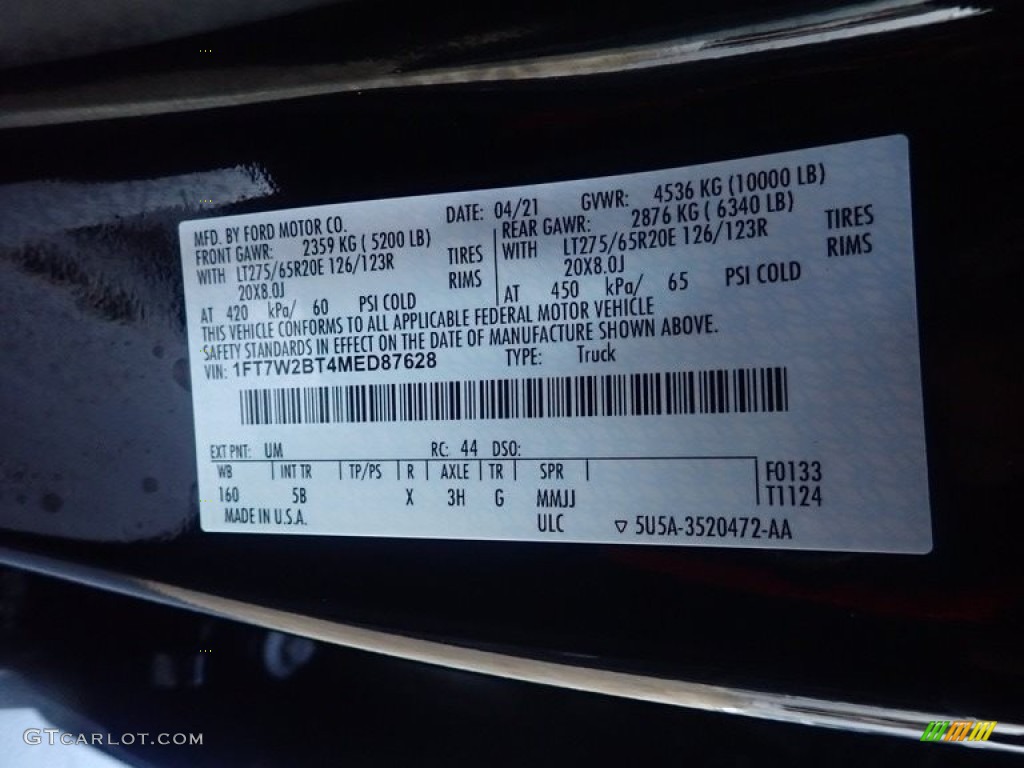 MFD. BY FORD MOTOR CO. DATE: 04/21 GVWR: 4536 KG (10000 LB)
FRONT GAWR: 2359 KG ( 5200 LB) REAR GAWR: 2876 KG ( 6340 LB)
WITH LT275/65R20E 126/123R TIRES WITH LT275/65R20E 126/123R TIRES
20X8.0J RIMS 20X8.0J RIMS
AT 420 kPa/ 60 PSI COLD AT 450 kPa/ 65 PSI COLD
THIS VEHICLE CONFORMS TO ALL APPLICABLE FEDERAL MOTOR VEHICLE
SAFETY STANDARDS IN EFFECT ON THE DATE OF MANUFACTURE SHOWN ABOVE.
VIN: 1FT7W2BT4MED87628 TYPE: Truck
EXT PNT: UM RC: 44 DSO:
WB INT TR TP/PS R AXLE TR SPR F0133
160 5B X 3H G MMJJ T1124
MADE IN U.S.A. ULC ▽ 5U5A-3520472-AA
GTcarlot.com